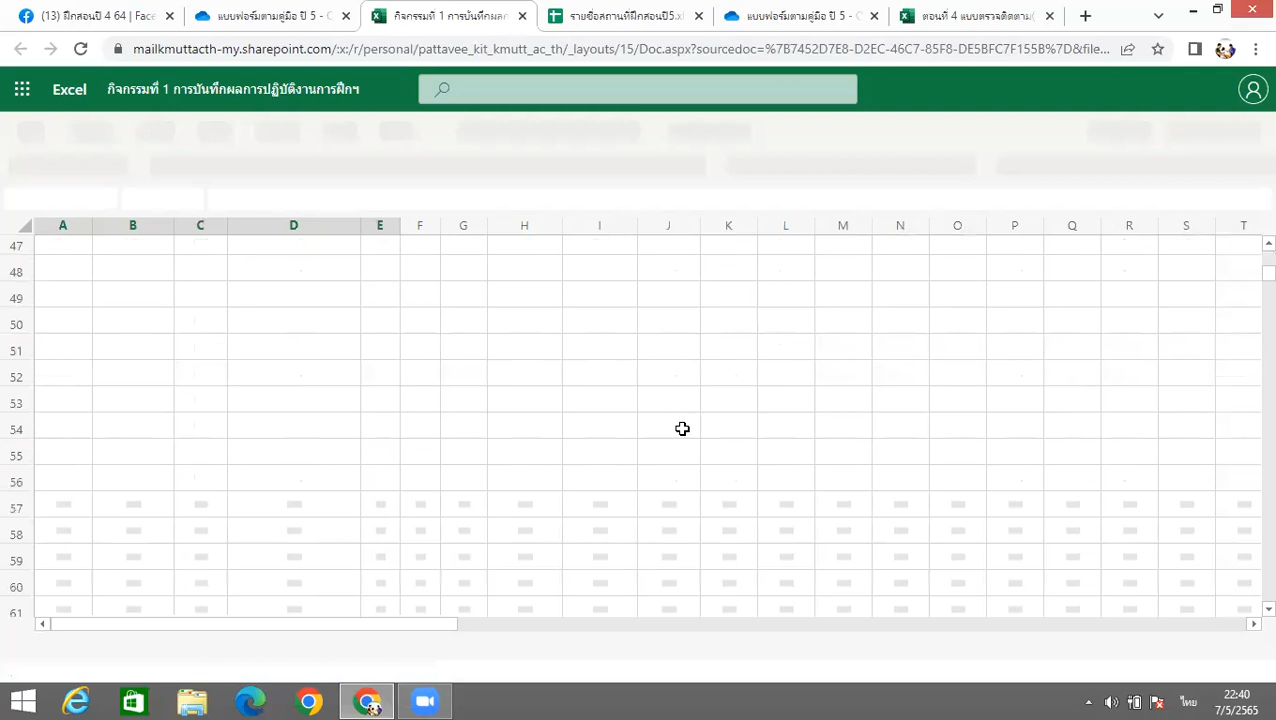 (13) ฝึกสอนปี 4 64 | Face
แบบฟอร์มตามคู่มือ ปี 5 - C
กิจกรรมที่ 1 การบันทึกผลก
รายชื่อสถานที่ฝึกสอนปี5.xl
แบบฟอร์มตามคู่มือ ปี 5 - C
ตอนที่ 4 แบบตรวจติดตาม(
mailkmuttacth-my.sharepoint.com/:x:/r/personal/pattavee_kit_kmutt_ac_th/_layouts/15/Doc.aspx?sourcedoc=%7B7452D7E8-D2EC-46C7-85F8-DE5BFC7F155B%7D&file...
Excel กิจกรรมที่ 1 การบันทึกผลการปฏิบัติงานการฝึกฯ
A B C D E F G H I J K L M N O P Q R S T
47
48
49
50
51
52
53
54
55
56
57
58
59
60
61
ไทย
22:40
7/5/2565